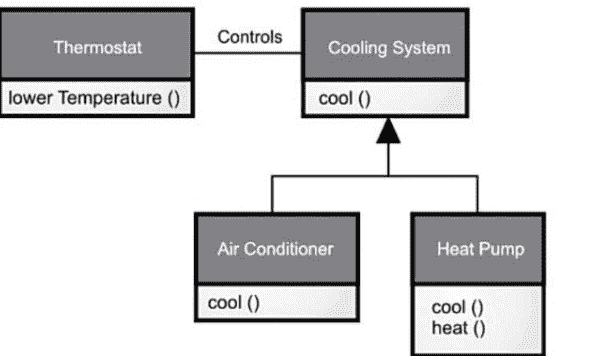 Thermostat
lower Temperature ()
Controls
Cooling System
cool ()
Air Conditioner
cool ()
Heat Pump
cool ()
heat ()